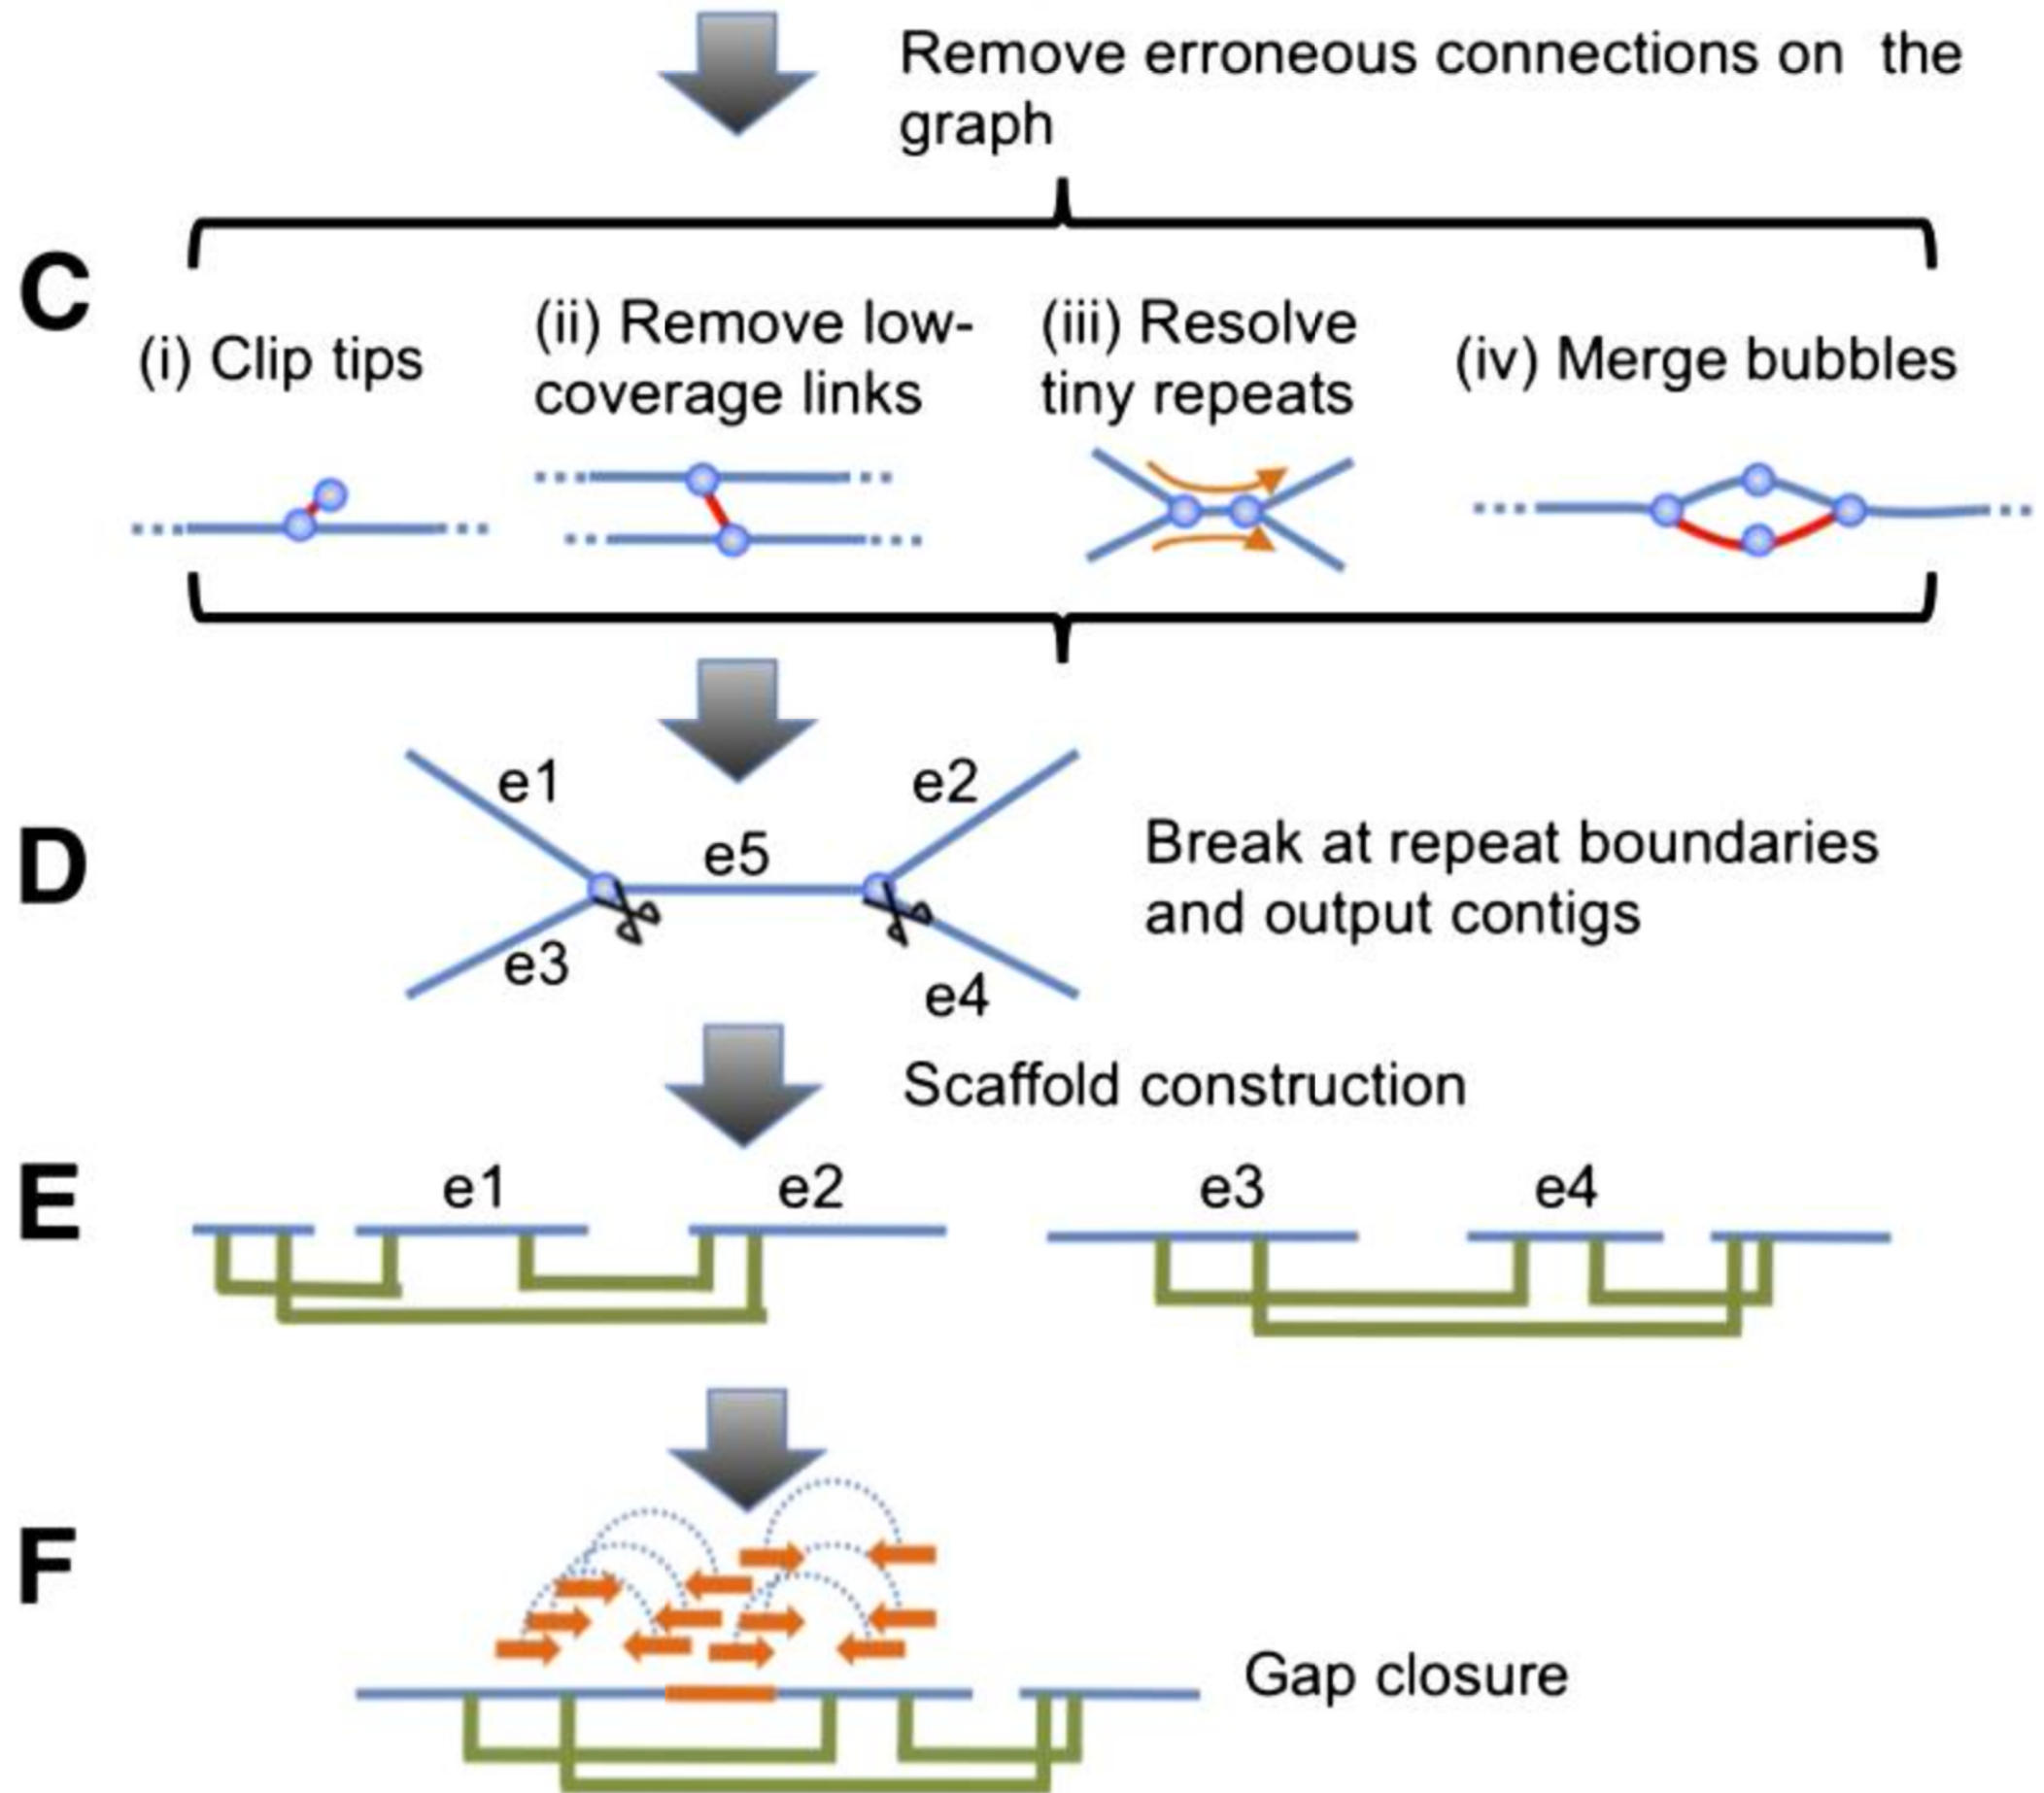 Remove erroneous connections on  the
graph
C
(i) Clip tips
(ii) Remove low-
coverage links
(iii) Resolve
tiny repeats
(iv) Merge bubbles
D
e1
e2
e5
e3
e4
Break at repeat boundaries
and output contigs
Scaffold construction
E
e1
e2
e3
e4
F
Gap closure